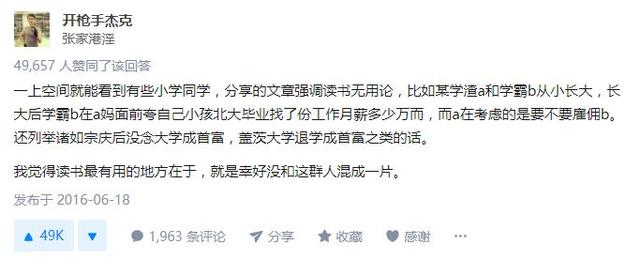 开枪手杰克
张家港淫
49,657 人赞同了该回答
一上空间就能看到有些小学同学，分享的文章强调读书无用论，比如某学渣a和学霸b从小长大，长
大后学霸b在a妈面前夸自己小孩北大毕业找了份工作月薪多少万而，而a在考虑的是要不要雇佣b。
还列举诸如宗庆后没念大学成首富，盖茨大学退学成首富之类的话。
我觉得读书最有用的地方在于，就是幸好没和这群人混成一片。
发布于 2016-06-18
49K 1,963 条评论 分享 收藏 感谢 ···